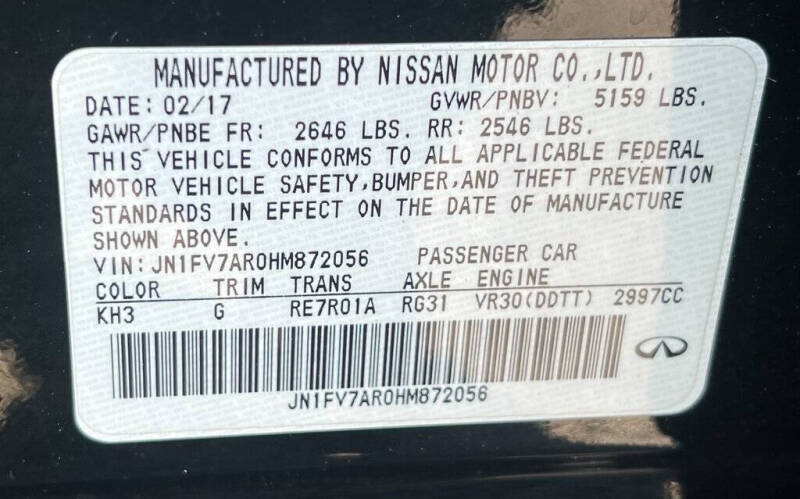 MANUFACTURED BY NISSAN MOTOR CO.,LTD.
DATE: 02/17 GVWR/PNBV: 5159 LBS.
GAWR/PNBE FR: 2646 LBS. RR: 2546 LBS.
THIS VEHICLE CONFORMS TO ALL APPLICABLE FEDERAL
MOTOR VEHICLE SAFETY,BUMPER,AND THEFT PREVENTION
STANDARDS IN EFFECT ON THE DATE OF MANUFACTURE
SHOWN ABOVE.
VIN: JN1FV7AR0HM872056 PASSENGER CAR
COLOR TRIM TRANS AXLE ENGINE
KH3 G RE7R01A RG31 VR30(DDTT) 2997CC
JN1FV7AR0HM872056